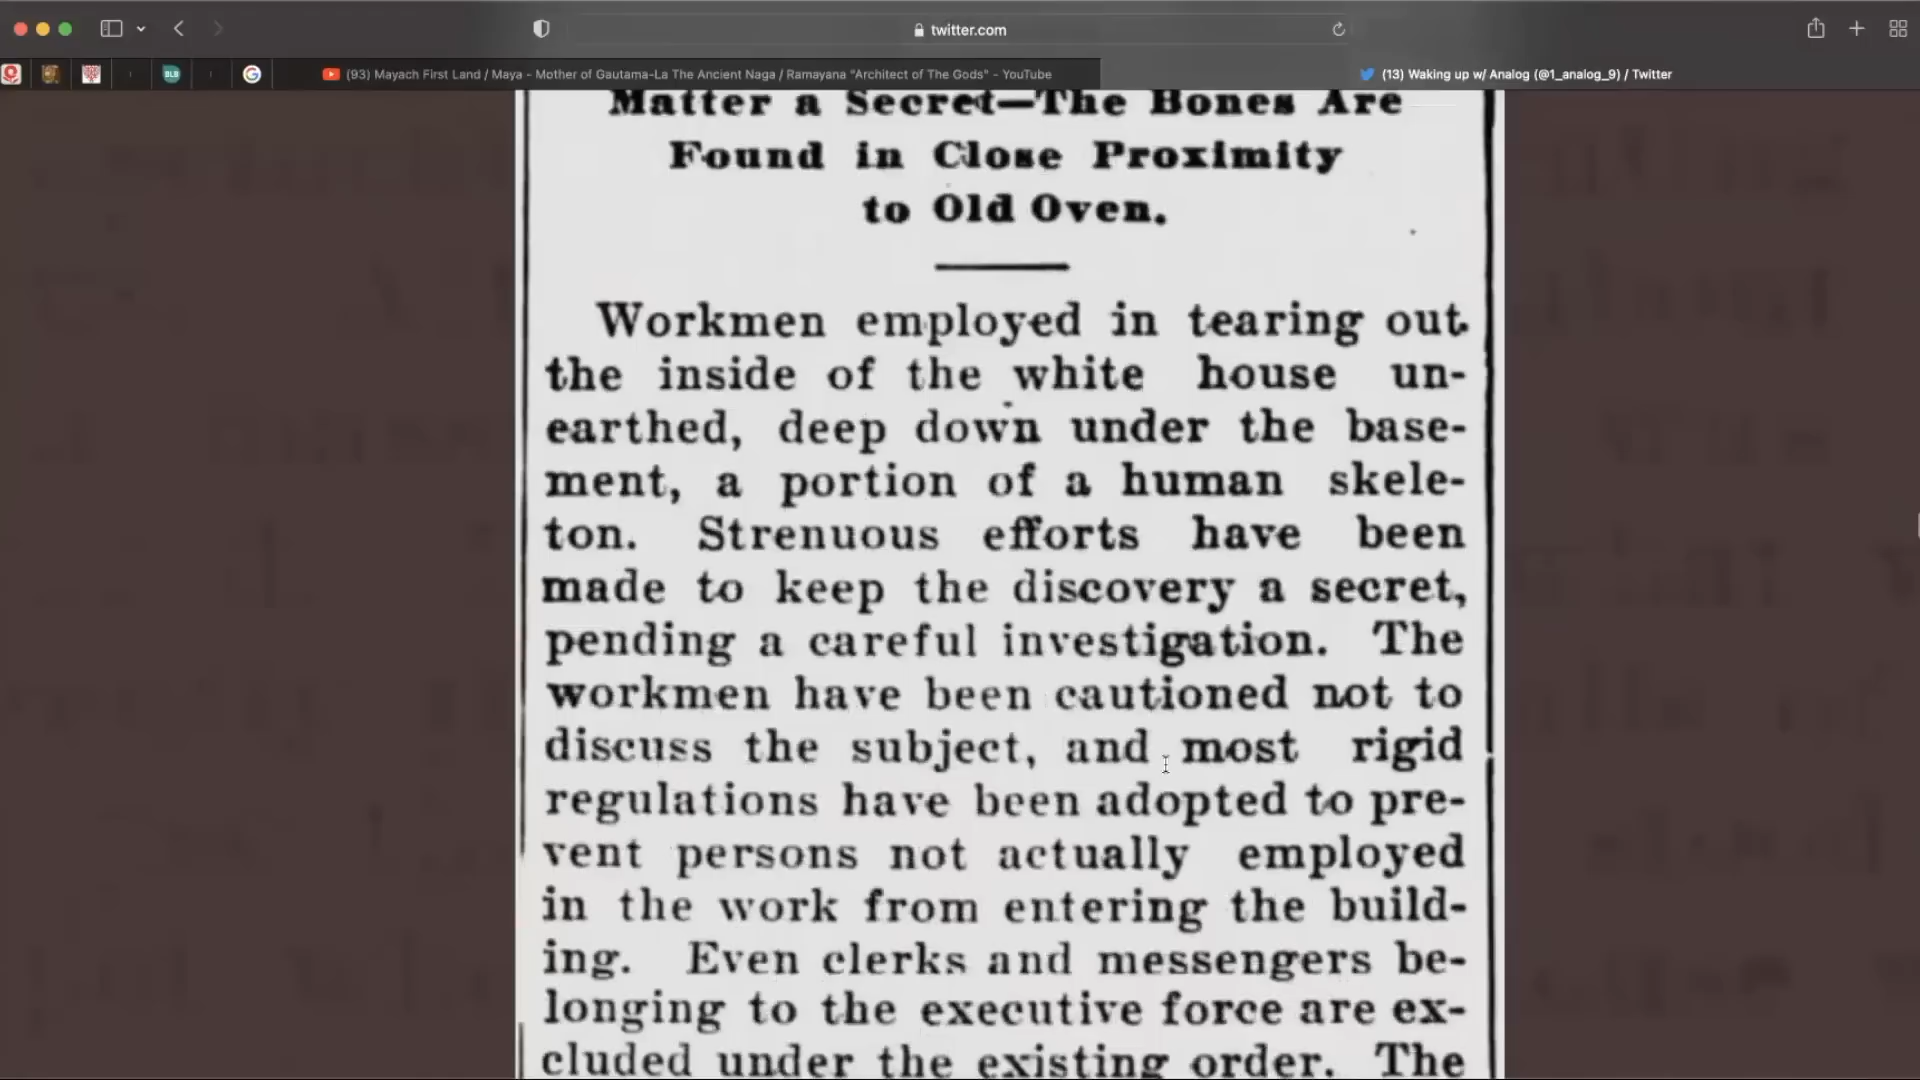 twitter.com
BLB
(93) Mayach First Land / Maya - Mother of Gautama-La The Ancient Naga / Ramayana "Architect of The Gods" - YouTube
(13) Waking up w/ Analog (@1_analog_9) / Twitter
Matter a Secret—The Bones Are
Found in Close Proximity
to Old Oven.
Workmen employed in tearing out
the inside of the white house un-
earthed, deep down under the base-
ment, a portion of a human skele-
ton. Strenuous efforts have been
made to keep the discovery a secret,
pending a careful investigation. The
workmen have been cautioned not to
discuss the subject, and most rigid
regulations have been adopted to pre-
vent persons not actually employed
in the work from entering the build-
ing. Even clerks and messengers be-
longing to the executive force are ex-
cluded under the existing order. The